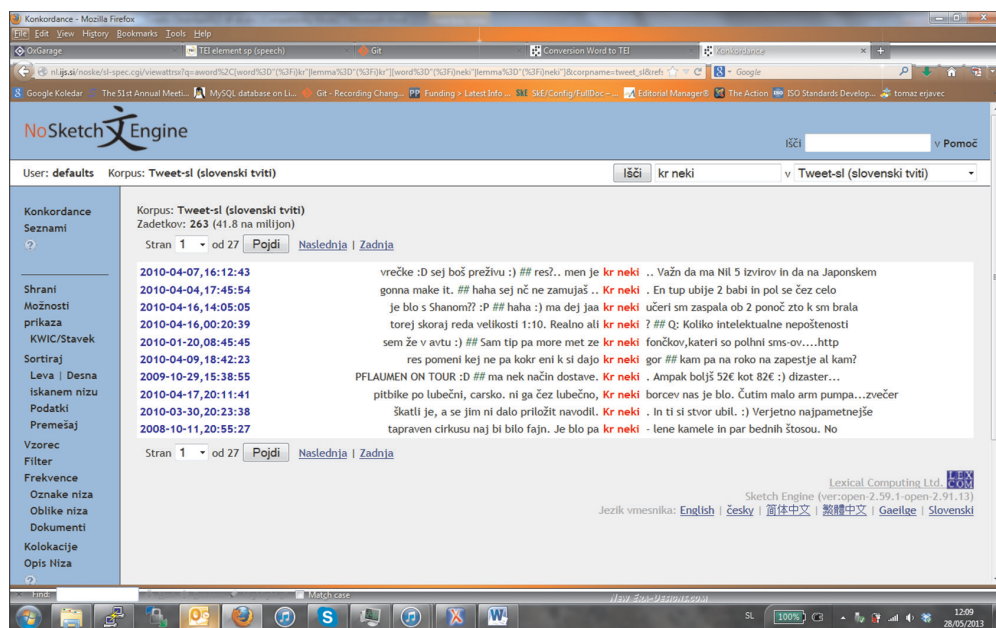 Konkordance - Mozilla Firefox
File Edit View History Bookmarks Tools Help
OxGarage × TEI element sp (speech) × Git × Conversion Word to TEI × Konkordance × +
Google
Google Koledar The 51st Annual Meeti... MySQL database on Li... Git - Recording Chang... Funding > Latest Info ... SkE/Config/FullDoc – ... Editorial Manager® The Action ISO Standards Develop... tomaz erjavec
NoSketch Engine
Išči v Pomoč
User: defaults Korpus: Tweet-sl (slovenski tviti) Išči kr neki v Tweet-sl (slovenski tviti)
Konkordance
Seznami
?
Shrani
Možnosti
prikaza
KWIC/Stavek
Sortiraj
Leva | Desna
iskanem nizu
Podatki
Premešaj
Vzorec
Filter
Frekvence
Oznake niza
Oblike niza
Dokumenti
Kolokacije
Opis Niza
?
Korpus: Tweet-sl (slovenski tviti)
Zadetkov: 263 (41.8 na milijon)
Stran 1 od 27 Pojdi Naslednja | Zadnja
2010-04-07,16:12:43 vrečke :D sej boš preživu :) ## res?.. men je kr neki .. Važn da ma Nil 5 izvirov in da na Japonskem
2010-04-04,17:45:54 gonna make it. ## haha sej nč ne zamujaš .. Kr neki . En tup ubije 2 babi in pol se čez celo
2010-04-16,14:05:05 je blo s Shanom?? :P ## haha :) ma dej jaa kr neki učeri sm zaspala ob 2 ponoč zto k sm brala
2010-04-16,00:20:39 torej skoraj reda velikosti 1:10. Realno ali kr neki ? ## Q: Koliko intelektualne nepoštenosti
2010-01-20,08:45:45 sem že v avtu :) ## Sam tip pa more met ze kr neki fončkov,kateri so polhni sms-ov....http
2010-04-09,18:42:23 res pomeni kej ne pa kokr eni k si dajo kr neki gor ## kam pa na roko na zapestje al kam?
2009-10-29,15:38:55 PFLAUMEN ON TOUR :D ## ma nek način dostave. Kr neki . Ampak boljš 52€ kot 82€ :) dizaster...
2010-04-17,20:11:41 pitbike po lubečni, carsko. ni ga čez lubečno, Kr neki borcev nas je blo. Čutim malo arm pumpa...zvečer
2010-03-30,20:23:38 škatli je, a se jim ni dalo priložit navodil. Kr neki . In ti si stvor ubil. :) Verjetno najpametnejše
2008-10-11,20:55:27 tapraven cirkusu naj bi bilo fajn. Je blo pa kr neki - lene kamele in par bednih štosou. No
Stran 1 od 27 Pojdi Naslednja | Zadnja
Lexical Computing Ltd. LEX COM
Sketch Engine (ver:open-2.59.1-open-2.91.13)
Jezik vmesnika: English | česky | 简体中文 | 繁體中文 | Gaeilge | Slovenski
× Find: Match case
New Era-Designs.com
SL 100% 12:09
28/05/2013